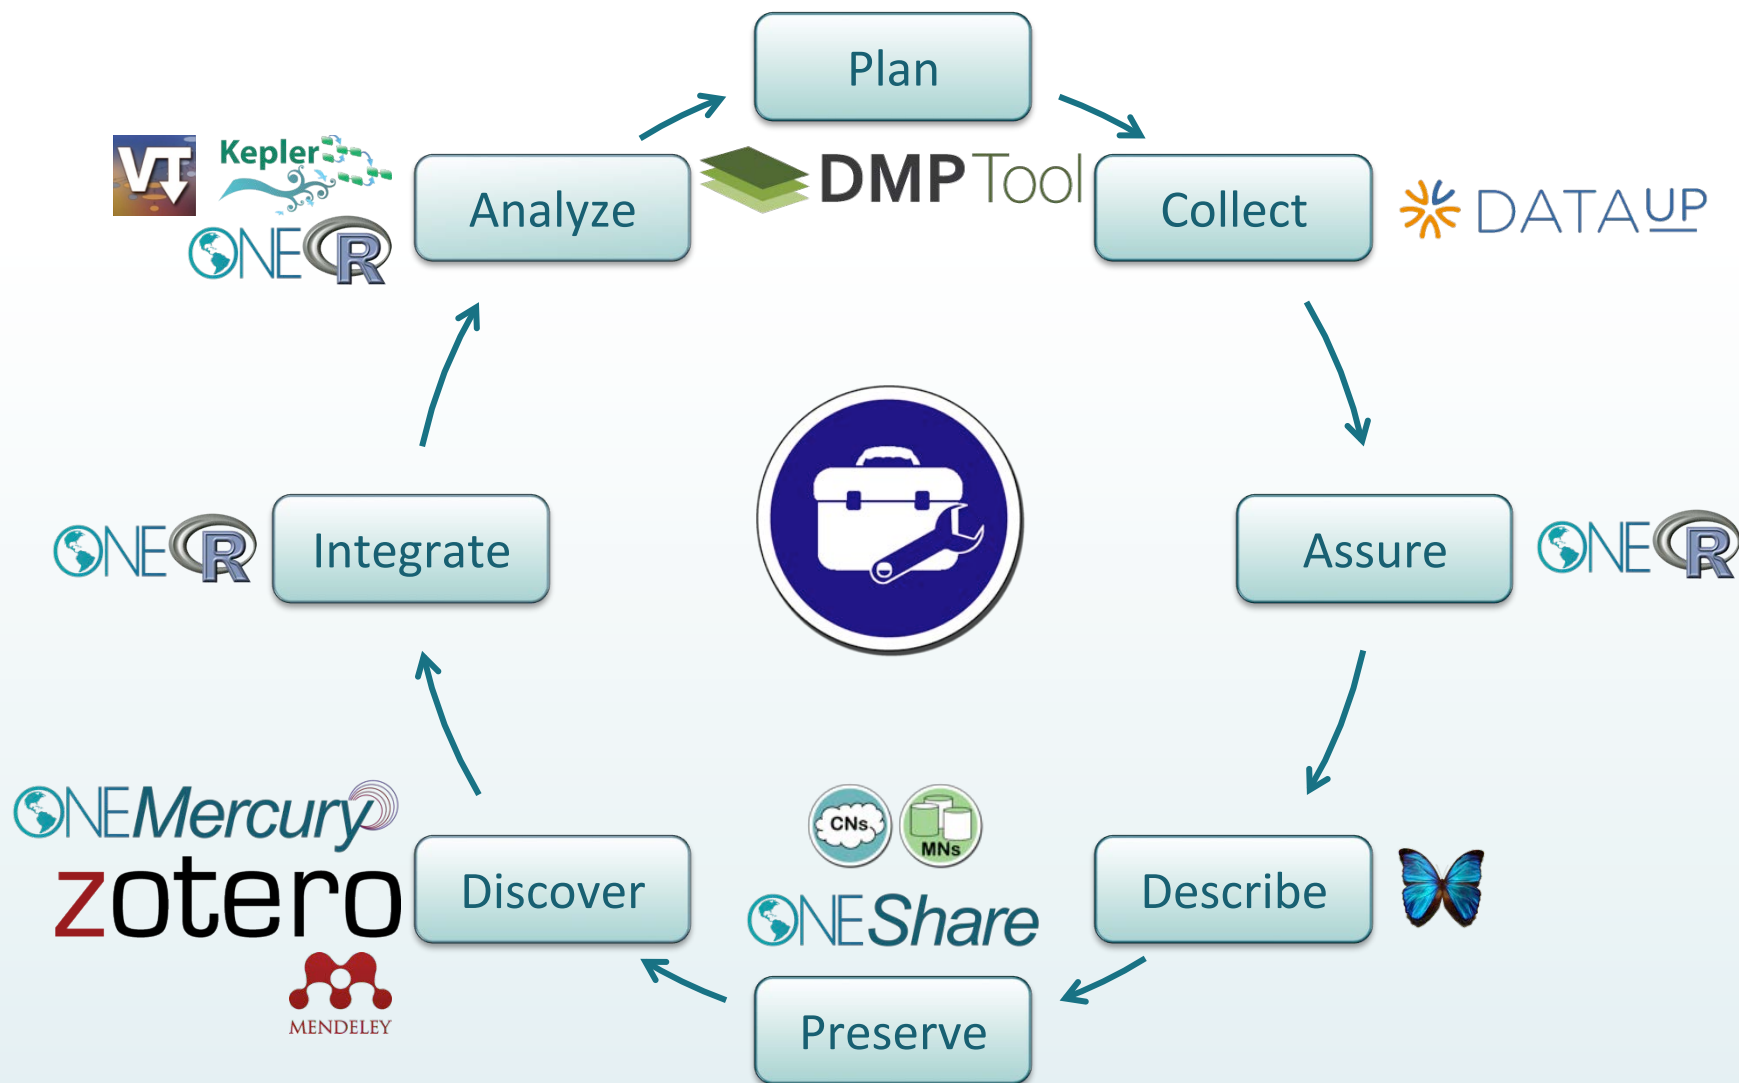 Plan
VT
Kepler
Analyze
DMPTool
Collect
DATAUP
ONER
ONER
Integrate
Assure
ONER
ONEMercury
CNs
MNs
zotero
Discover
ONEShare
Describe
MENDELEY
Preserve